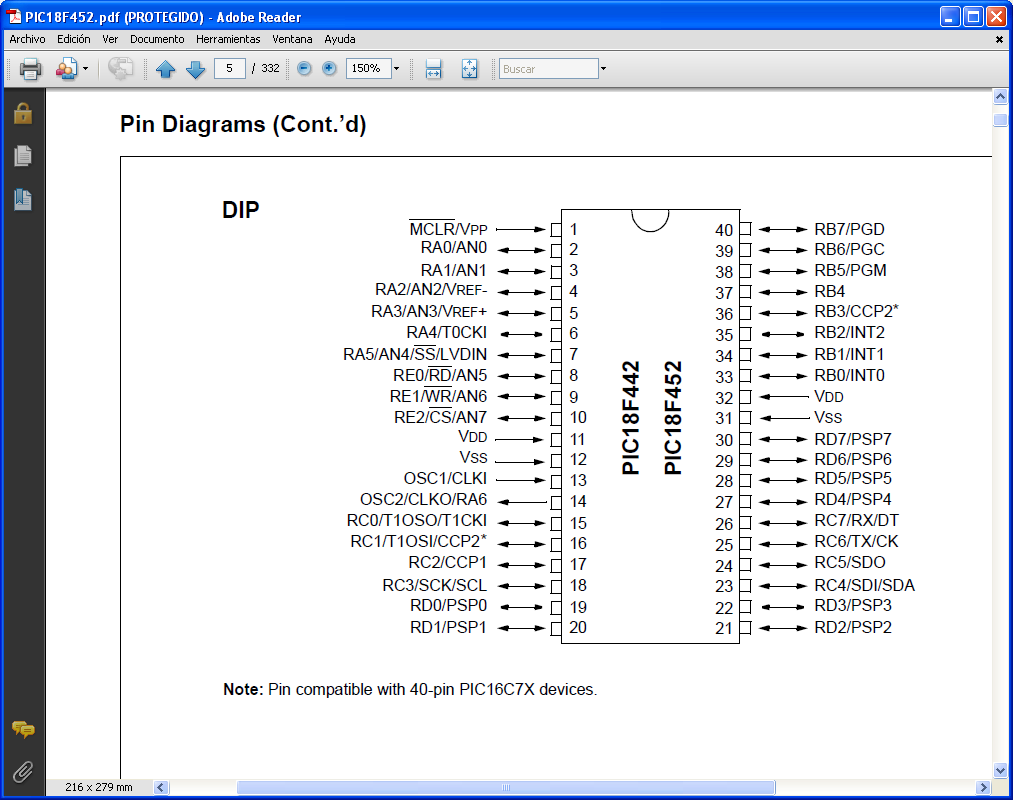 PIC18F452.pdf (PROTEGIDO) - Adobe Reader
Archivo Edición Ver Documento Herramientas Ventana Ayuda
5 / 332 150% Buscar
Pin Diagrams (Cont.'d)
DIP
MCLR/VPP 1 40 RB7/PGD
RA0/AN0 2 39 RB6/PGC
RA1/AN1 3 38 RB5/PGM
RA2/AN2/VREF- 4 37 RB4
RA3/AN3/VREF+ 5 36 RB3/CCP2*
RA4/T0CKI 6 35 RB2/INT2
RA5/AN4/SS/LVDIN 7 34 RB1/INT1
RE0/RD/AN5 8 33 RB0/INT0
RE1/WR/AN6 9 32 VDD
RE2/CS/AN7 10 31 VSS
VDD 11 30 RD7/PSP7
VSS 12 29 RD6/PSP6
OSC1/CLKI 13 28 RD5/PSP5
OSC2/CLKO/RA6 14 27 RD4/PSP4
RC0/T1OSO/T1CKI 15 26 RC7/RX/DT
RC1/T1OSI/CCP2* 16 25 RC6/TX/CK
RC2/CCP1 17 24 RC5/SDO
RC3/SCK/SCL 18 23 RC4/SDI/SDA
RD0/PSP0 19 22 RD3/PSP3
RD1/PSP1 20 21 RD2/PSP2
PIC18F442
PIC18F452
Note: Pin compatible with 40-pin PIC16C7X devices.
216 x 279 mm